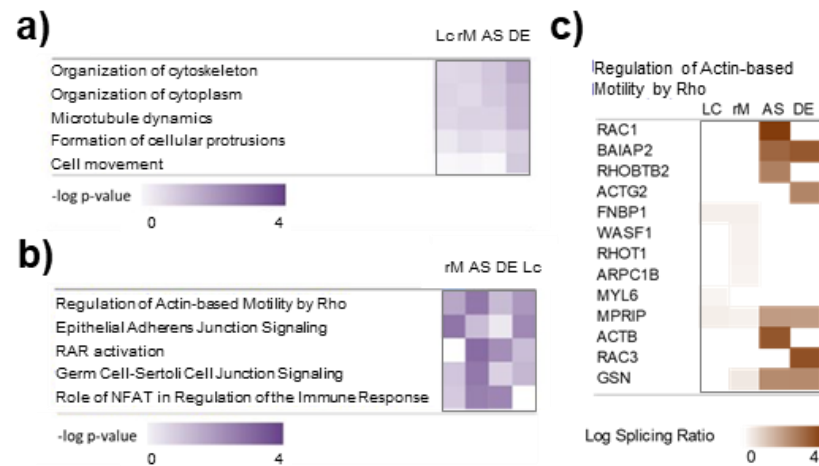 a)
Lc rM AS DE
Organization of cytoskeleton
Organization of cytoplasm
Microtubule dynamics
Formation of cellular protrusions
Cell movement
-log p-value
0 4
b)
rM AS DE Lc
Regulation of Actin-based Motility by Rho
Epithelial Adherens Junction Signaling
RAR activation
Germ Cell-Sertoli Cell Junction Signaling
Role of NFAT in Regulation of the Immune Response
-log p-value
0 4
c)
Regulation of Actin-based
Motility by Rho
LC rM AS DE
RAC1
BAIAP2
RHOBTB2
ACTG2
FNBP1
WASF1
RHOT1
ARPC1B
MYL6
MPRIP
ACTB
RAC3
GSN
Log Splicing Ratio
0 4